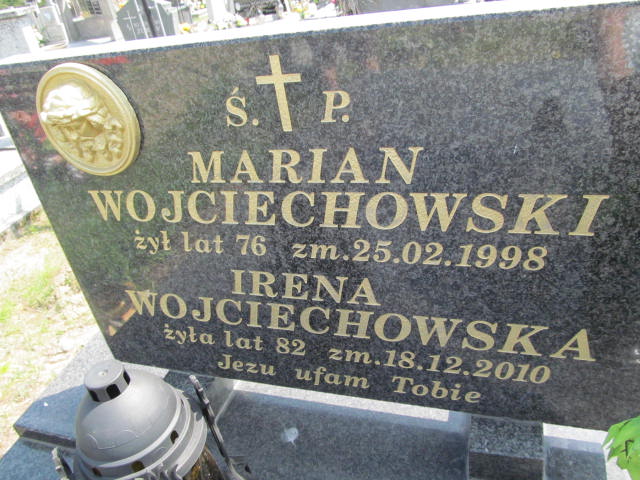 Ś. P.
MARIAN
WOJCIECHOWSKI
żył lat 76 zm.25.02.1998
IRENA
WOJCIECHOWSKA
żyła lat 82 zm.18.12.2010
Jezu ufam Tobie